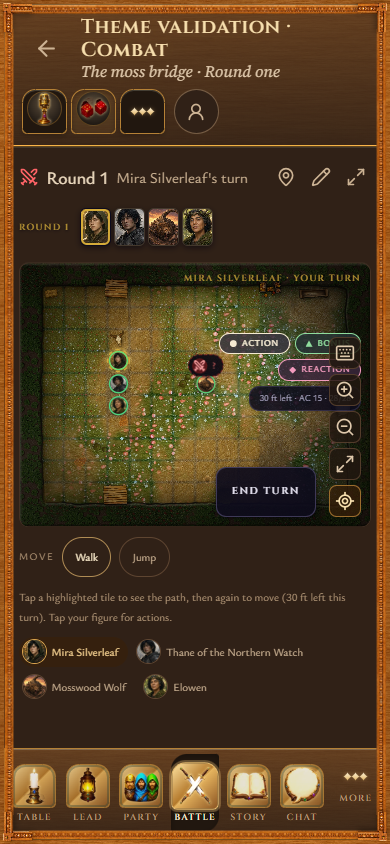 Theme validation ·
Combat
The moss bridge · Round one
Round 1 Mira Silverleaf's turn
ROUND 1
MIRA SILVERLEAF · YOUR TURN
ACTION
REACTION
30 ft left · AC 15 ·
END TURN
MOVE Walk Jump
Tap a highlighted tile to see the path, then again to move (30 ft left this
turn). Tap your figure for actions.
Mira Silverleaf Thane of the Northern Watch
Mosswood Wolf Elowen
TABLE LEAD PARTY BATTLE STORY CHAT MORE